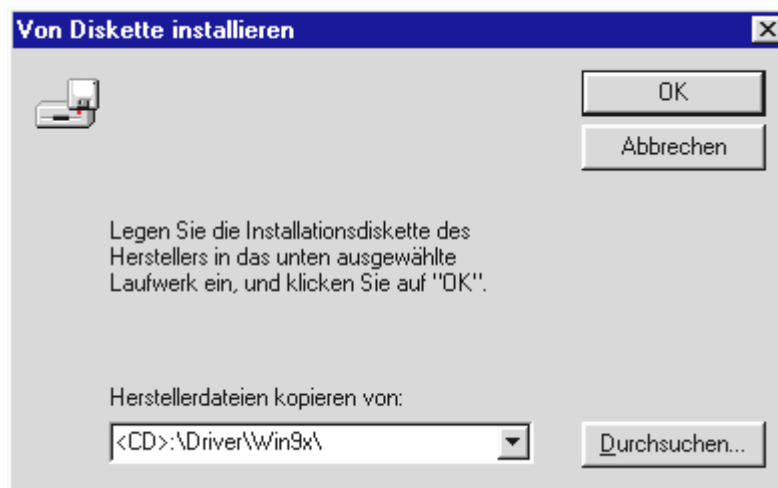 Von Diskette installieren
OK
Abbrechen
Legen Sie die Installationsdiskette des
Herstellers in das unten ausgewählte
Laufwerk ein, und klicken Sie auf "OK".
Herstellerdateien kopieren von:
<CD>:\Driver\Win9x\
Durchsuchen...